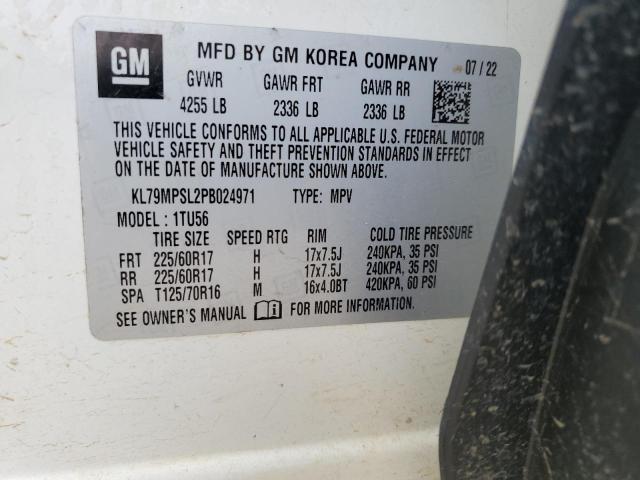 GM MFD BY GM KOREA COMPANY 07 / 22
GVWR GAWR FRT GAWR RR
4255 LB 2336 LB 2336 LB
THIS VEHICLE CONFORMS TO ALL APPLICABLE U.S. FEDERAL MOTOR
VEHICLE SAFETY AND THEFT PREVENTION STANDARDS IN EFFECT
ON THE DATE OF MANUFACTURE SHOWN ABOVE.
KL79MPSL2PB024971 TYPE: MPV
MODEL: 1TU56
TIRE SIZE SPEED RTG RIM COLD TIRE PRESSURE
FRT 225/60R17 H 17x7.5J 240KPA, 35 PSI
RR 225/60R17 H 17x7.5J 240KPA, 35 PSI
SPA T125/70R16 M 16x4.0BT 420KPA, 60 PSI
SEE OWNER'S MANUAL i FOR MORE INFORMATION.